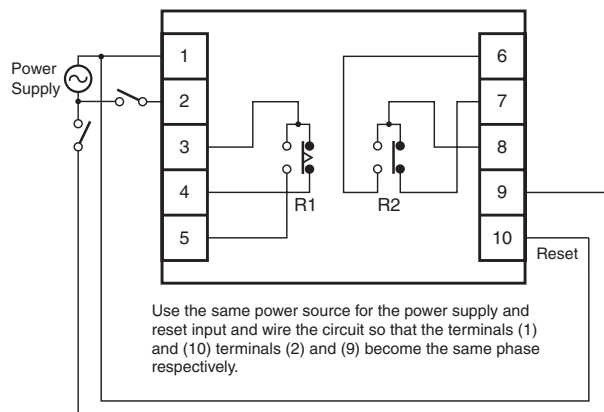 Power
Supply
1
2
3
4
5
6
7
8
9
10
R1
R2
Reset
Use the same power source for the power supply and
reset input and wire the circuit so that the terminals (1)
and (10) terminals (2) and (9) become the same phase
respectively.